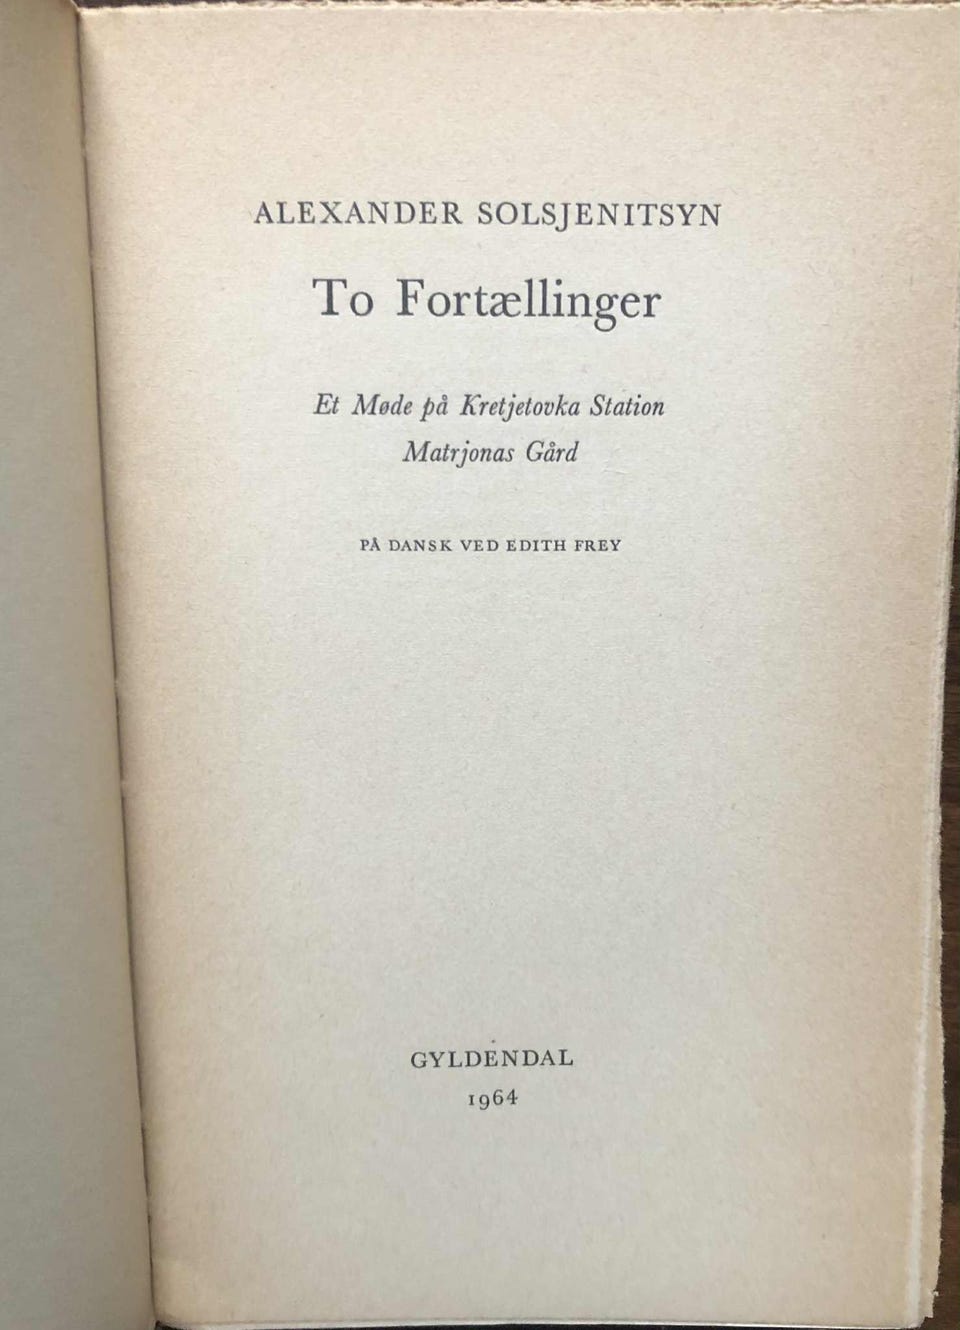 ALEXANDER SOLSJENITSYN
To Fortællinger
Et Møde på Kretjetovka Station
Matrjonas Gård
PÅ DANSK VED EDITH FREY
GYLDENDAL
1964